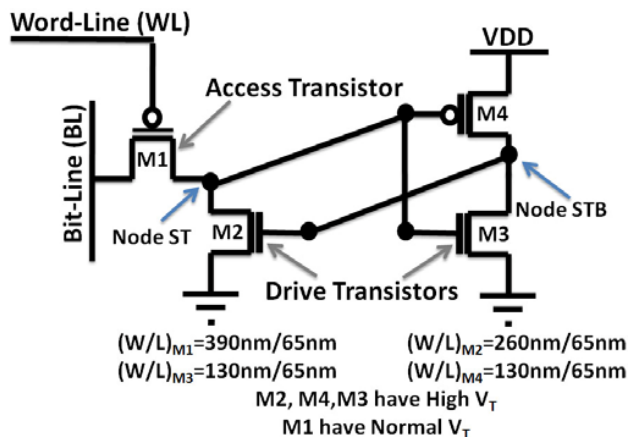 Word-Line (WL)
VDD
Access Transistor
M4
Bit-Line (BL)
M1
Node ST
M2
M3
Node STB
Drive Transistors
(W/L)M1=390nm/65nm
(W/L)M2=260nm/65nm
(W/L)M3=130nm/65nm
(W/L)M4=130nm/65nm
M2, M4,M3 have High VT
M1 have Normal VT